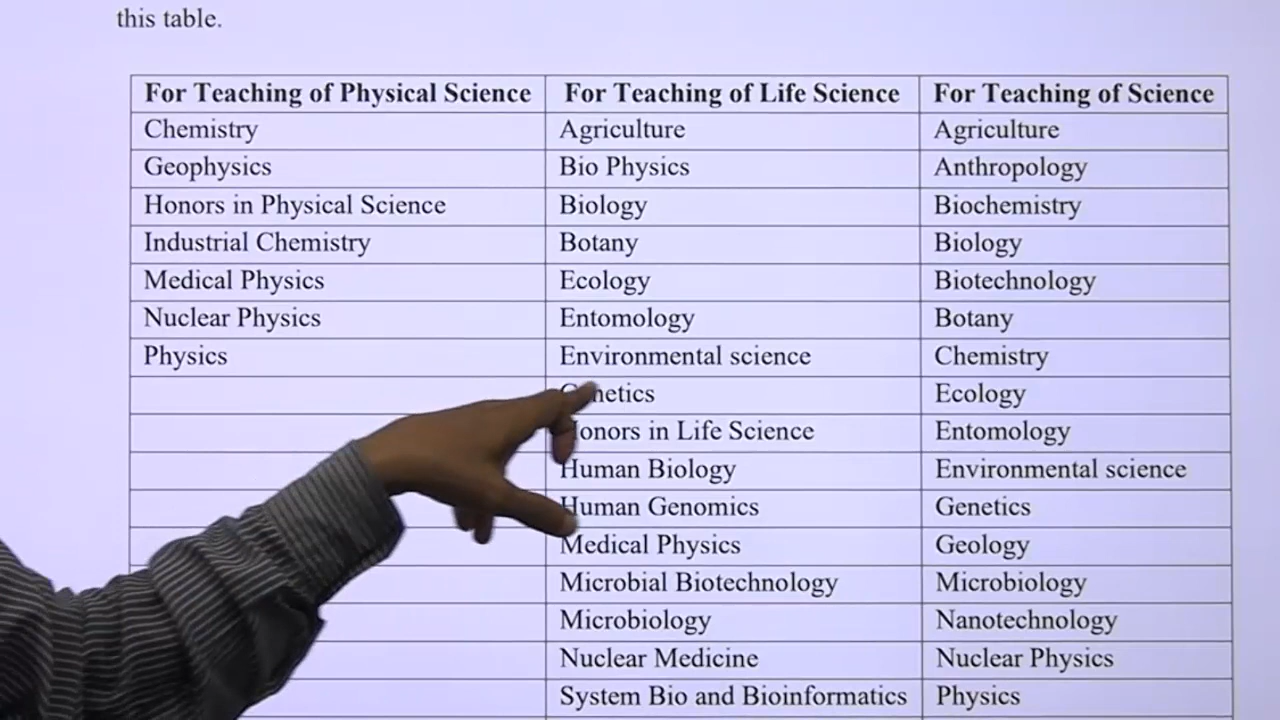 this table.
For Teaching of Physical Science For Teaching of Life Science For Teaching of Science
Chemistry Agriculture Agriculture
Geophysics Bio Physics Anthropology
Honors in Physical Science Biology Biochemistry
Industrial Chemistry Botany Biology
Medical Physics Ecology Biotechnology
Nuclear Physics Entomology Botany
Physics Environmental science Chemistry
Genetics Ecology
Honors in Life Science Entomology
Human Biology Environmental science
Human Genomics Genetics
Medical Physics Geology
Microbial Biotechnology Microbiology
Microbiology Nanotechnology
Nuclear Medicine Nuclear Physics
System Bio and Bioinformatics Physics